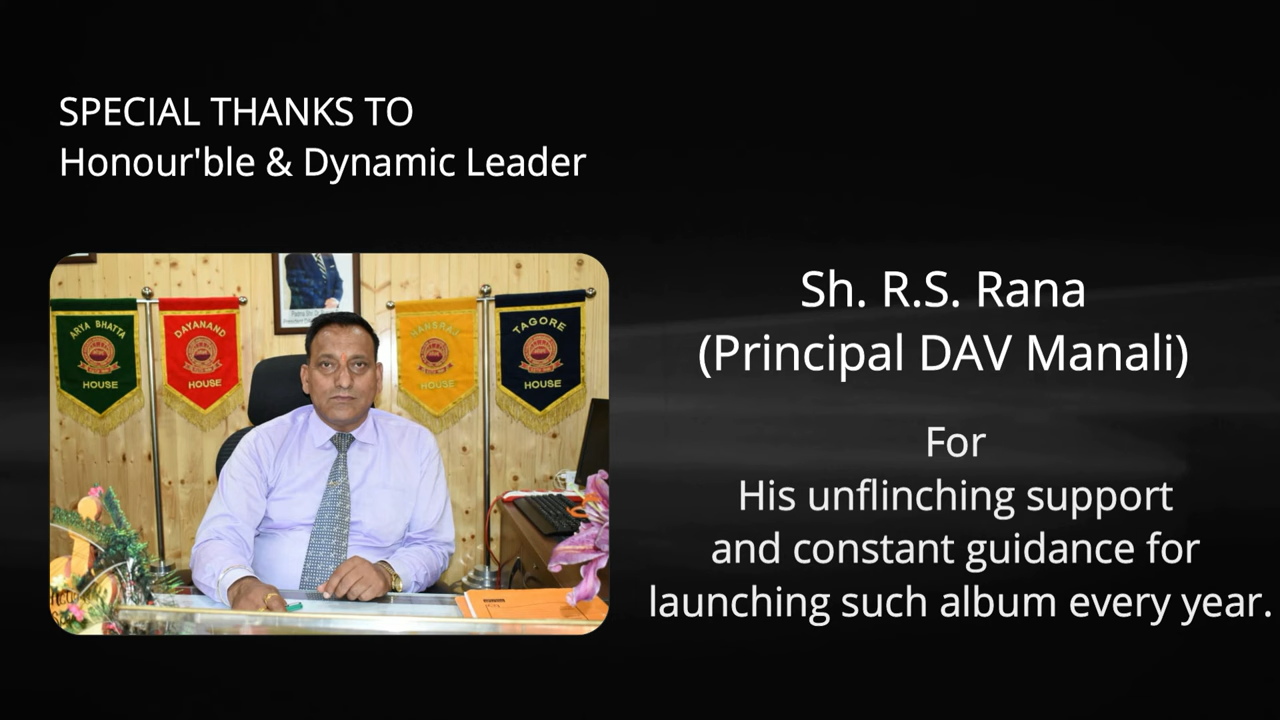 SPECIAL THANKS TO
Honour'ble & Dynamic Leader
ARYA BHATTA
HOUSE
DAYANAND
HOUSE
HANSRAJ
HOUSE
TAGORE
HOUSE
Sh. R.S. Rana
(Principal DAV Manali)
For
His unflinching support
and constant guidance for
launching such album every year.